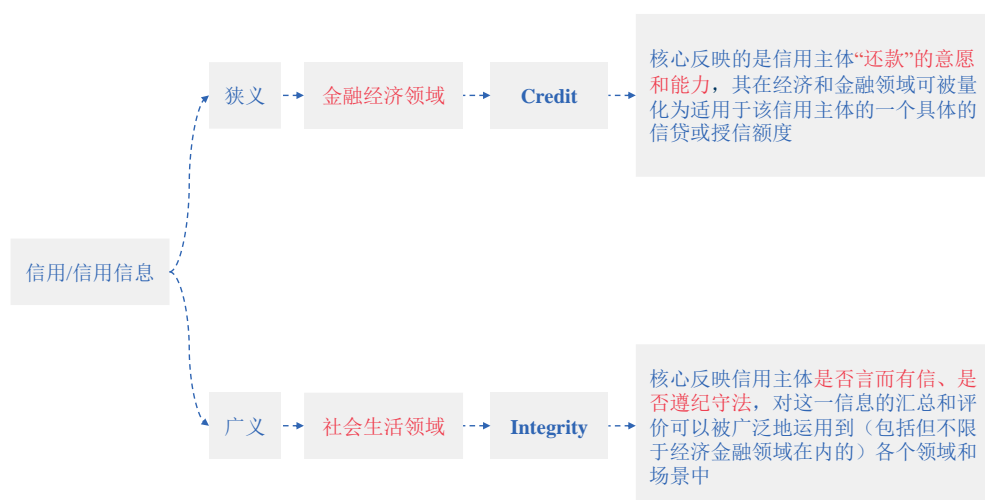 信用/信用信息
狭义
金融经济领域
Credit
核心反映的是信用主体“还款”的意愿
和能力，其在经济和金融领域可被量
化为适用于该信用主体的一个具体的
信贷或授信额度
广义
社会生活领域
Integrity
核心反映信用主体是否言而有信、是
否遵纪守法，对这一信息的汇总和评
价可以被广泛地运用到（包括但不限
于经济金融领域在内的）各个领域和
场景中